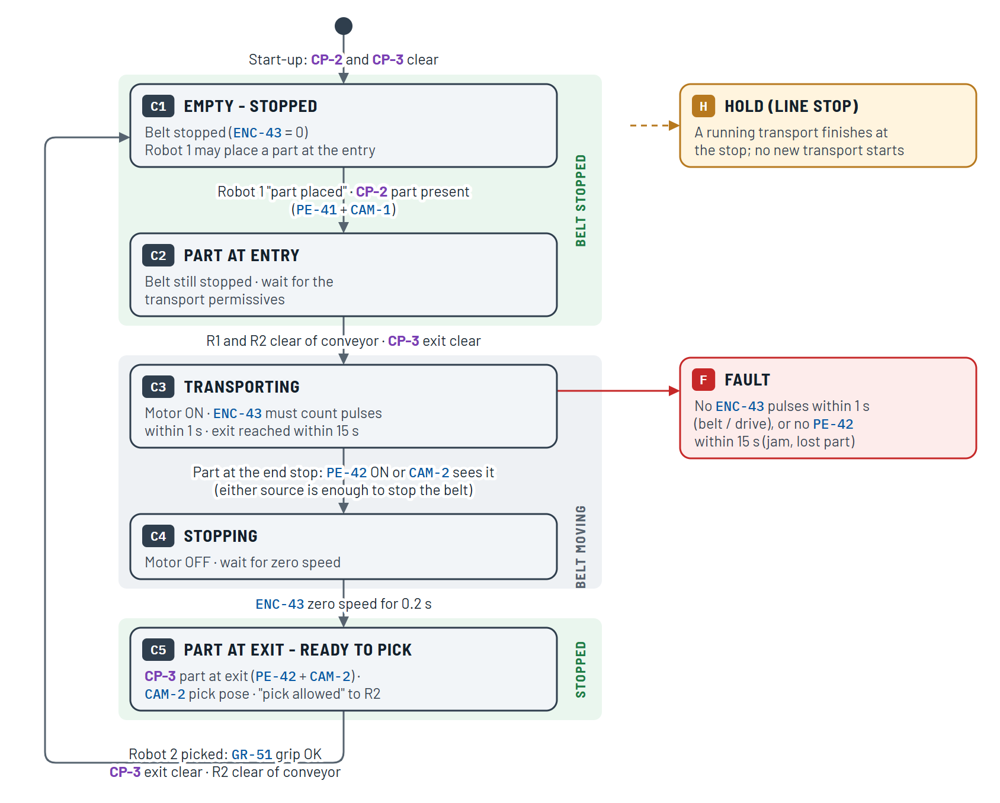 Start-up: CP-2 and CP-3 clear
C1 EMPTY - STOPPED
Belt stopped (ENC-43 = 0)
Robot 1 may place a part at the entry
H HOLD (LINE STOP)
A running transport finishes at
the stop; no new transport starts
BELT STOPPED
Robot 1 "part placed" · CP-2 part present
(PE-41 + CAM-1)
C2 PART AT ENTRY
Belt still stopped · wait for the
transport permissives
R1 and R2 clear of conveyor · CP-3 exit clear
C3 TRANSPORTING
Motor ON · ENC-43 must count pulses
within 1 s · exit reached within 15 s
F FAULT
No ENC-43 pulses within 1 s
(belt / drive), or no PE-42
within 15 s (jam, lost part)
Part at the end stop: PE-42 ON or CAM-2 sees it
(either source is enough to stop the belt)
BELT MOVING
C4 STOPPING
Motor OFF · wait for zero speed
ENC-43 zero speed for 0.2 s
C5 PART AT EXIT - READY TO PICK
CP-3 part at exit (PE-42 + CAM-2) ·
CAM-2 pick pose · "pick allowed" to R2
STOPPED
Robot 2 picked: GR-51 grip OK
CP-3 exit clear · R2 clear of conveyor